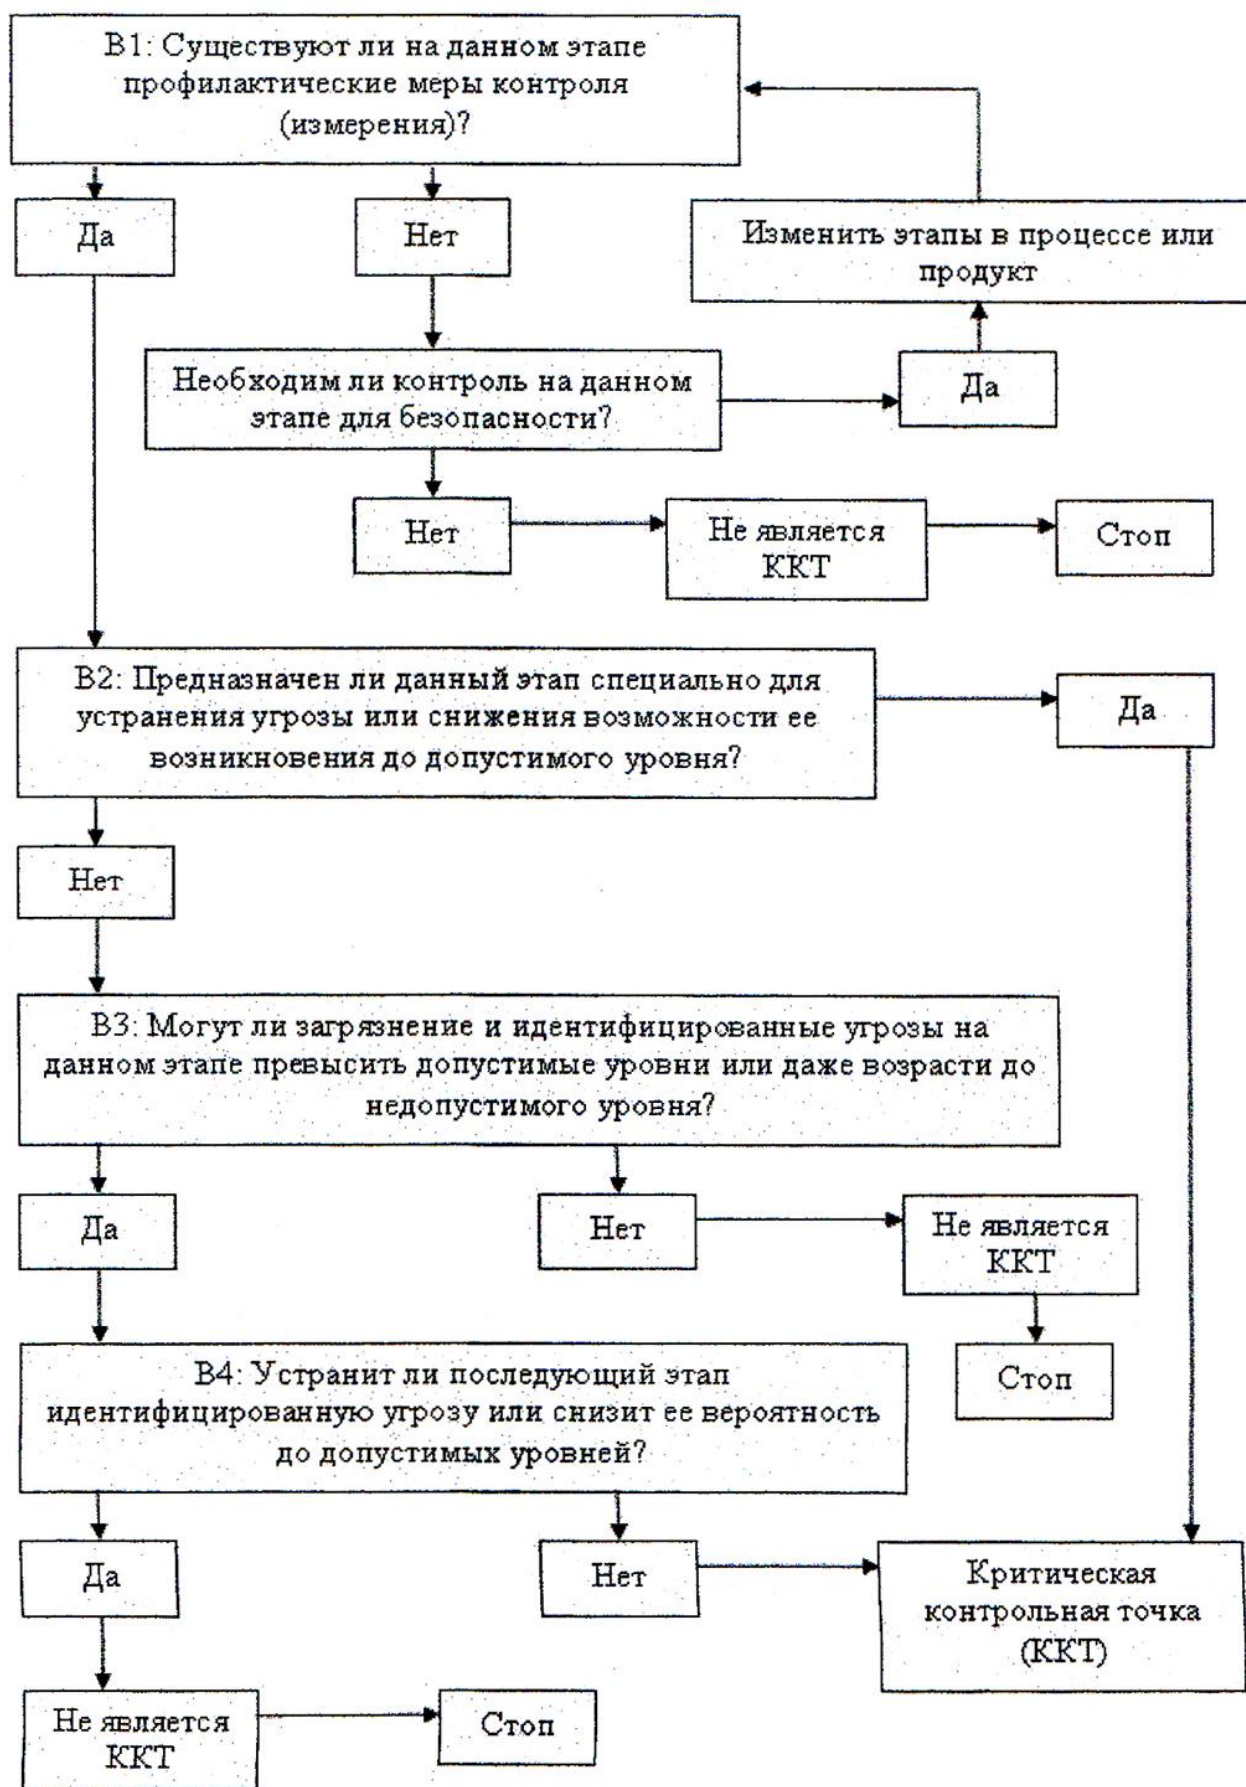 В1: Существуют ли на данном этапе
профилактические меры контроля
(измерения)?
Да
Нет
Изменить этапы в процессе или
продукт
Необходим ли контроль на данном
этапе для безопасности?
Да
Нет
Не является
ККТ
Стоп
В2: Предназначен ли данный этап специально для
устранения угрозы или снижения возможности ее
возникновения до допустимого уровня?
Да
Нет
В3: Могут ли загрязнение и идентифицированные угрозы на
данном этапе превысить допустимые уровни или даже возрасти до
недопустимого уровня?
Да
Нет
Не является
ККТ
Стоп
В4: Устранит ли последующий этап
идентифицированную угрозу или снизит ее вероятность
до допустимых уровней?
Да
Нет
Критическая
контрольная точка
(ККТ)
Не является
ККТ
Стоп